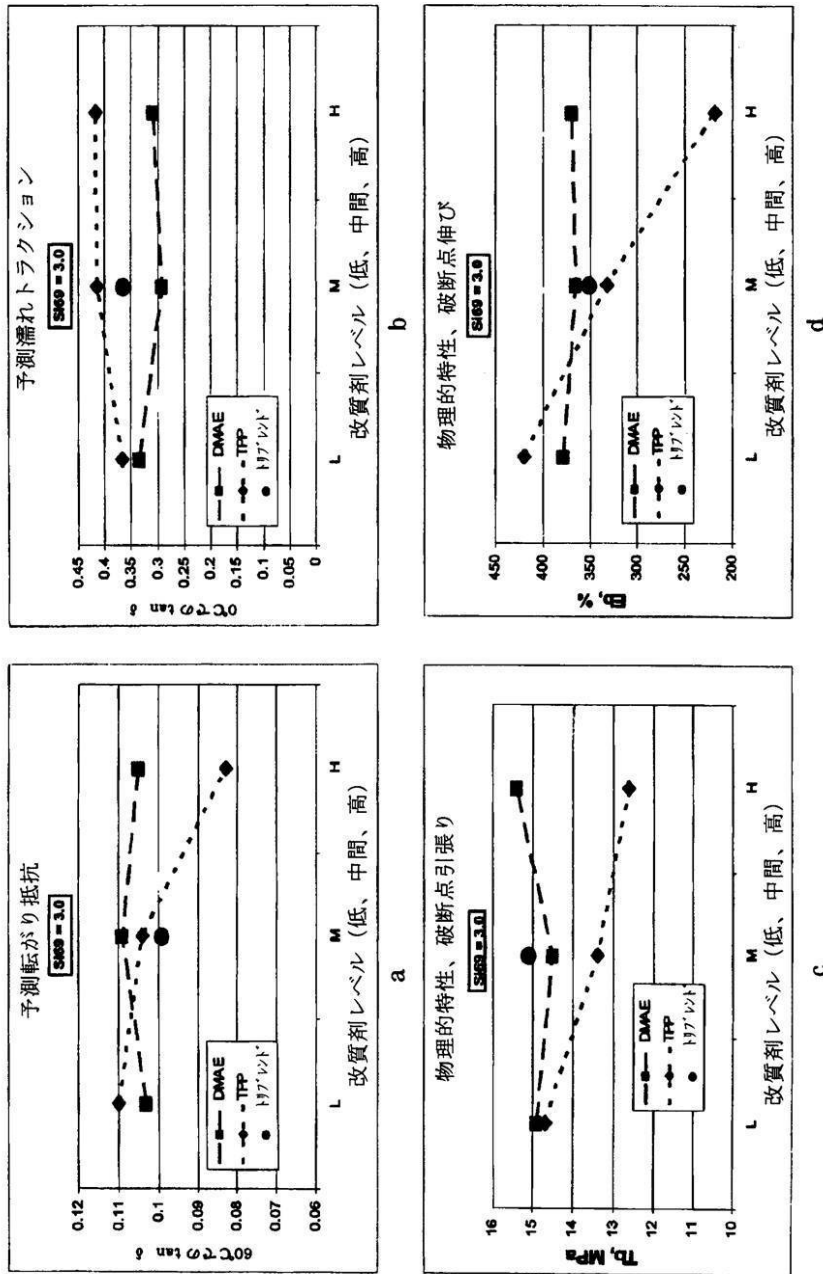 予測転がり抵抗
Si69 = 3.0
0.12
0.11
0.1
0.09
0.08
0.07
0.06
60℃での tan δ
DMAE
TPP
トリブレンド
L
M
H
改質剤レベル（低、中間、高）
a
予測濡れトラクション
Si69 = 3.0
0.45
0.4
0.35
0.3
0.25
0.2
0.15
0.1
0.05
0
0℃での tan δ
DMAE
TPP
トリブレンド
L
M
H
改質剤レベル（低、中間、高）
b
物理的特性、破断点引張り
Si69 = 3.0
16
15
14
13
12
11
10
Tb, MPa
DMAE
TPP
トリブレンド
L
M
H
改質剤レベル（低、中間、高）
c
物理的特性、破断点伸び
Si69 = 3.0
450
400
350
300
250
200
Eb, %
DMAE
TPP
トリブレンド
L
M
H
改質剤レベル（低、中間、高）
d